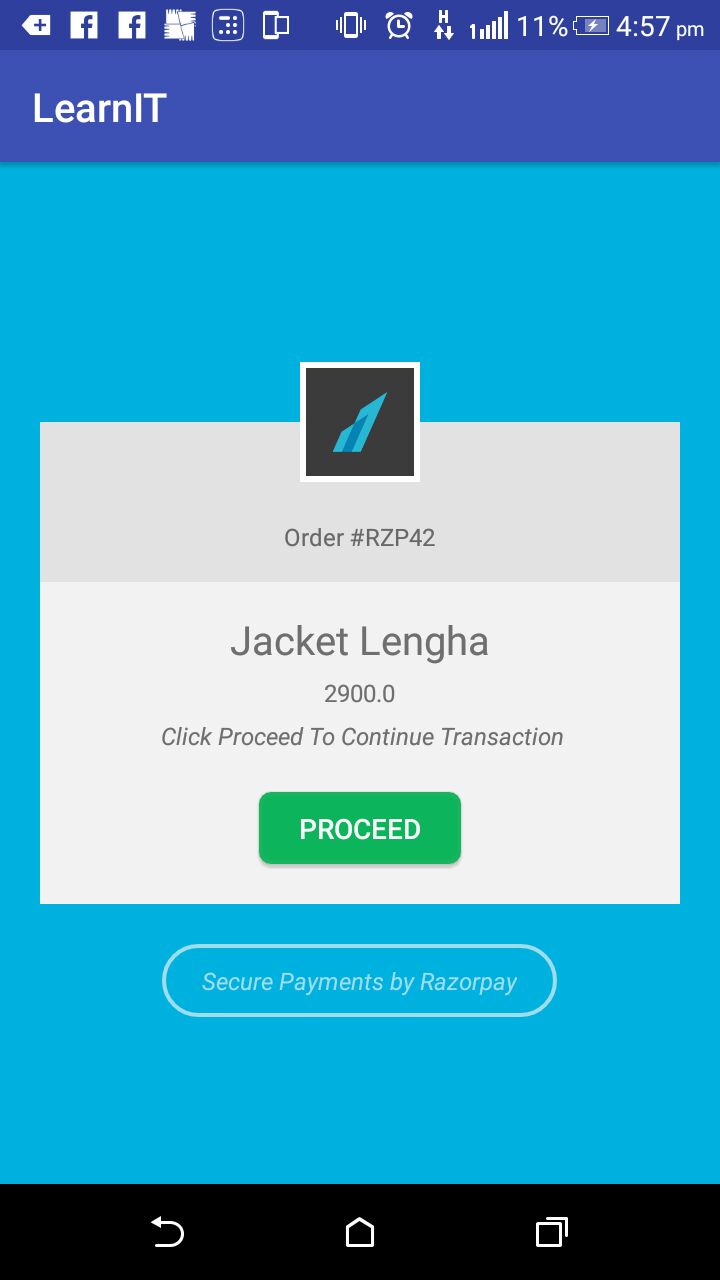 11% 4:57 pm
LearnIT
Order #RZP42
Jacket Lengha
2900.0
Click Proceed To Continue Transaction
PROCEED
Secure Payments by Razorpay